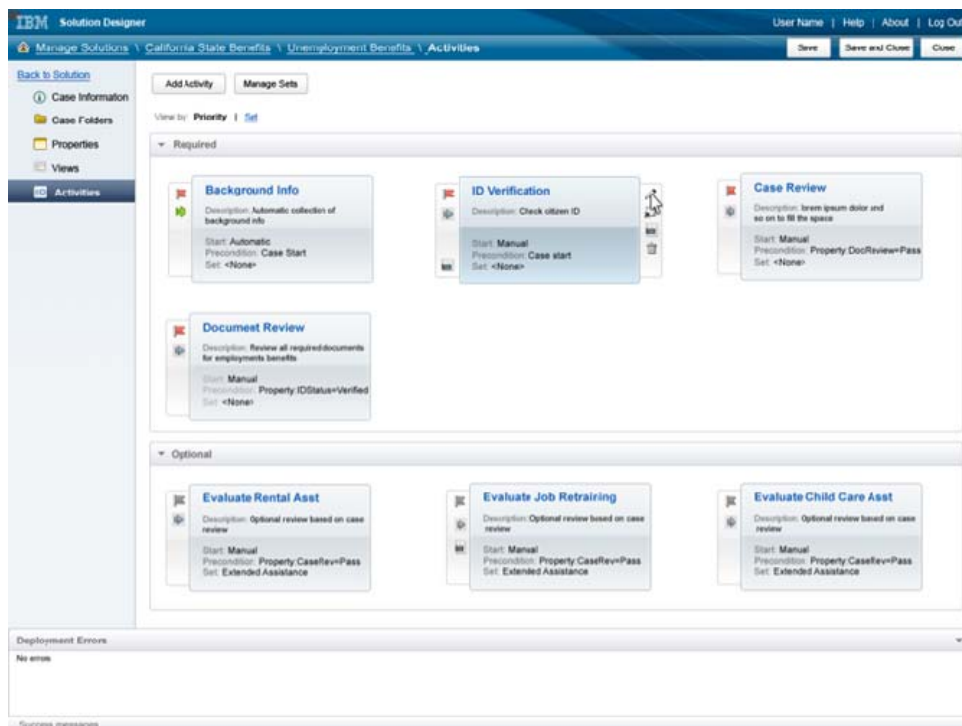 IBM Solution Designer
User Name | Help | About | Log Out
Manage Solutions \ California State Benefits \ Unemployment Benefits \ Activities
Save
Save and Close
Close
Back to Solution
Case Information
Case Folders
Properties
Views
Activities
Add Activity
Manage Sets
View by: Priority | Set
Required
Background Info
Description: Automatic collection of
background info
Start: Automatic
Precondition: Case Start
Set: <None>
ID Verification
Description: Check citizen ID
Start: Manual
Precondition: Case start
Set: <None>
Case Review
Description: lorem ipsum dolor and
so on to fill the space
Start: Manual
Precondition: Property:DocReview=Pass
Set: <None>
Document Review
Description: Review all required documents
for employments benefits
Start: Manual
Precondition: Property:IDStatus=Verified
Set: <None>
Optional
Evaluate Rental Asst
Description: Optional review based on case
review
Start: Manual
Precondition: Property:CaseRev=Pass
Set: Extended Assistance
Evaluate Job Retraining
Description: Optional review based on case
review
Start: Manual
Precondition: Property:CaseRev=Pass
Set: Extended Assistance
Evaluate Child Care Asst
Description: Optional review based on case
review
Start: Manual
Precondition: Property:CaseRev=Pass
Set: Extended Assistance
Deployment Errors
No errors
Success messages